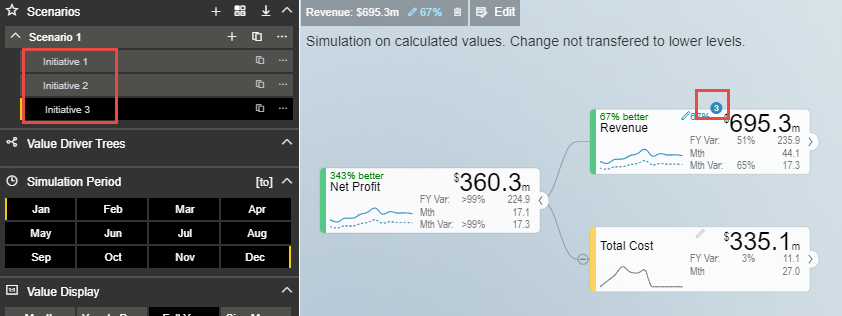 Scenarios
Scenario 1
Initiative 1
Initiative 2
Initiative 3
Value Driver Trees
Simulation Period [to]
Jan Feb Mar Apr
May Jun Jul Aug
Sep Oct Nov Dec
Value Display
Revenue: $695.3m 67% Edit
Simulation on calculated values. Change not transfered to lower levels.
343% better
Net Profit
$360.3m
FY Var: >99% 224.9
Mth 17.1
Mth Var: >99% 17.3
3
67% better 67%
Revenue
$695.3m
FY Var: 51% 235.9
Mth 44.1
Mth Var: 65% 17.3
Total Cost
$335.1m
FY Var: 3% 11.1
Mth 27.0